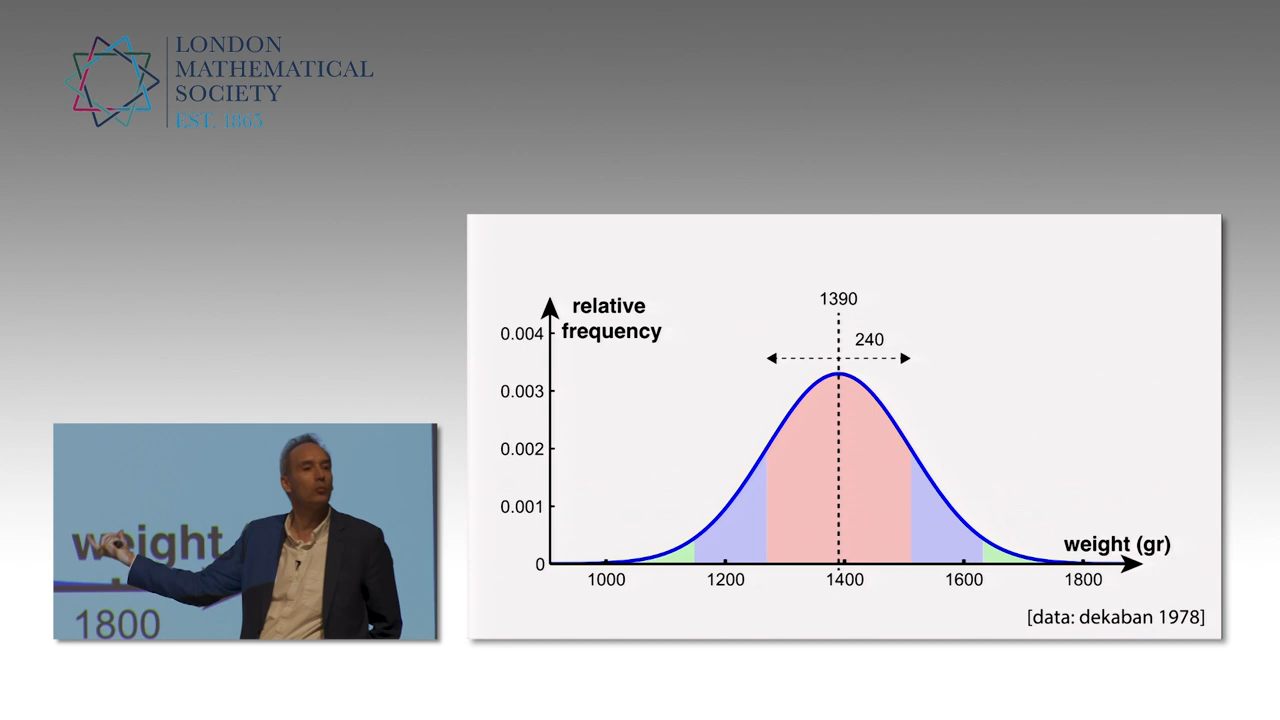 LONDON
MATHEMATICAL
SOCIETY
EST. 1865
relative
frequency
1390
240
0.004
0.003
0.002
0.001
0
1000 1200 1400 1600 1800
weight (gr)
[data: dekaban 1978]
weight
1800